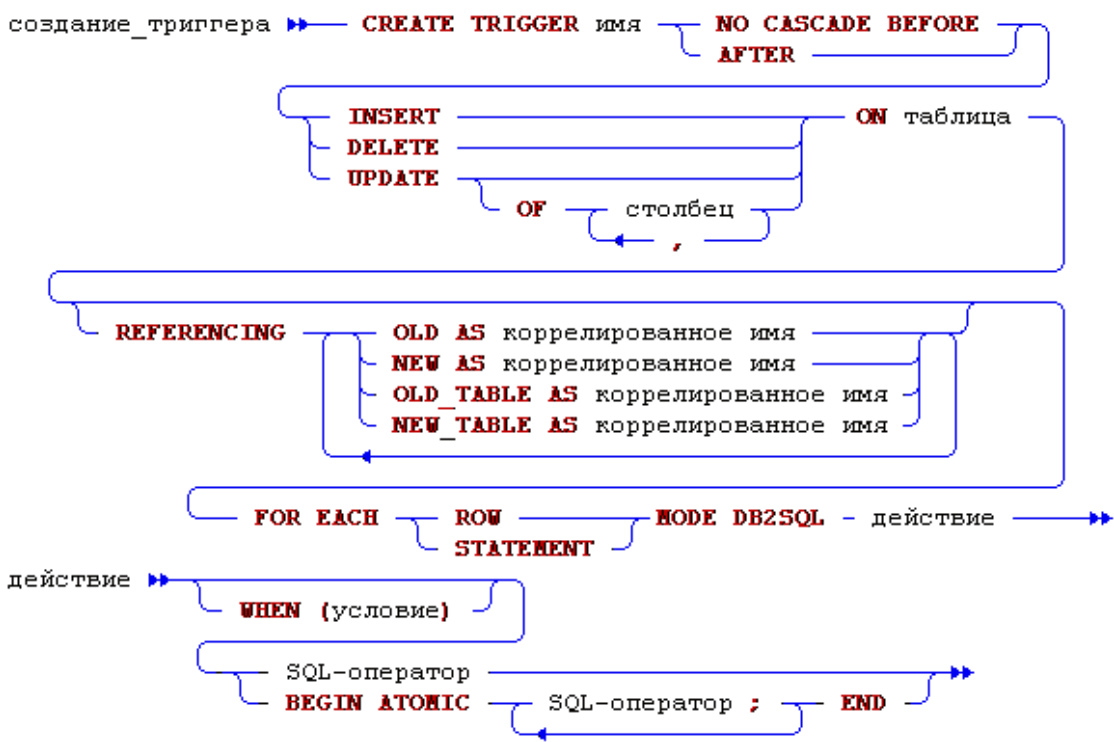 создание_триггера CREATE TRIGGER имя NO CASCADE BEFORE
AFTER
INSERT ON таблица
DELETE
UPDATE
OF столбец
,
REFERENCING OLD AS коррелированное имя
NEW AS коррелированное имя
OLD_TABLE AS коррелированное имя
NEW_TABLE AS коррелированное имя
FOR EACH ROW MODE DB2SQL - действие
STATEMENT
действие
WHEN (условие)
SQL-оператор
BEGIN ATOMIC SQL-оператор ; END